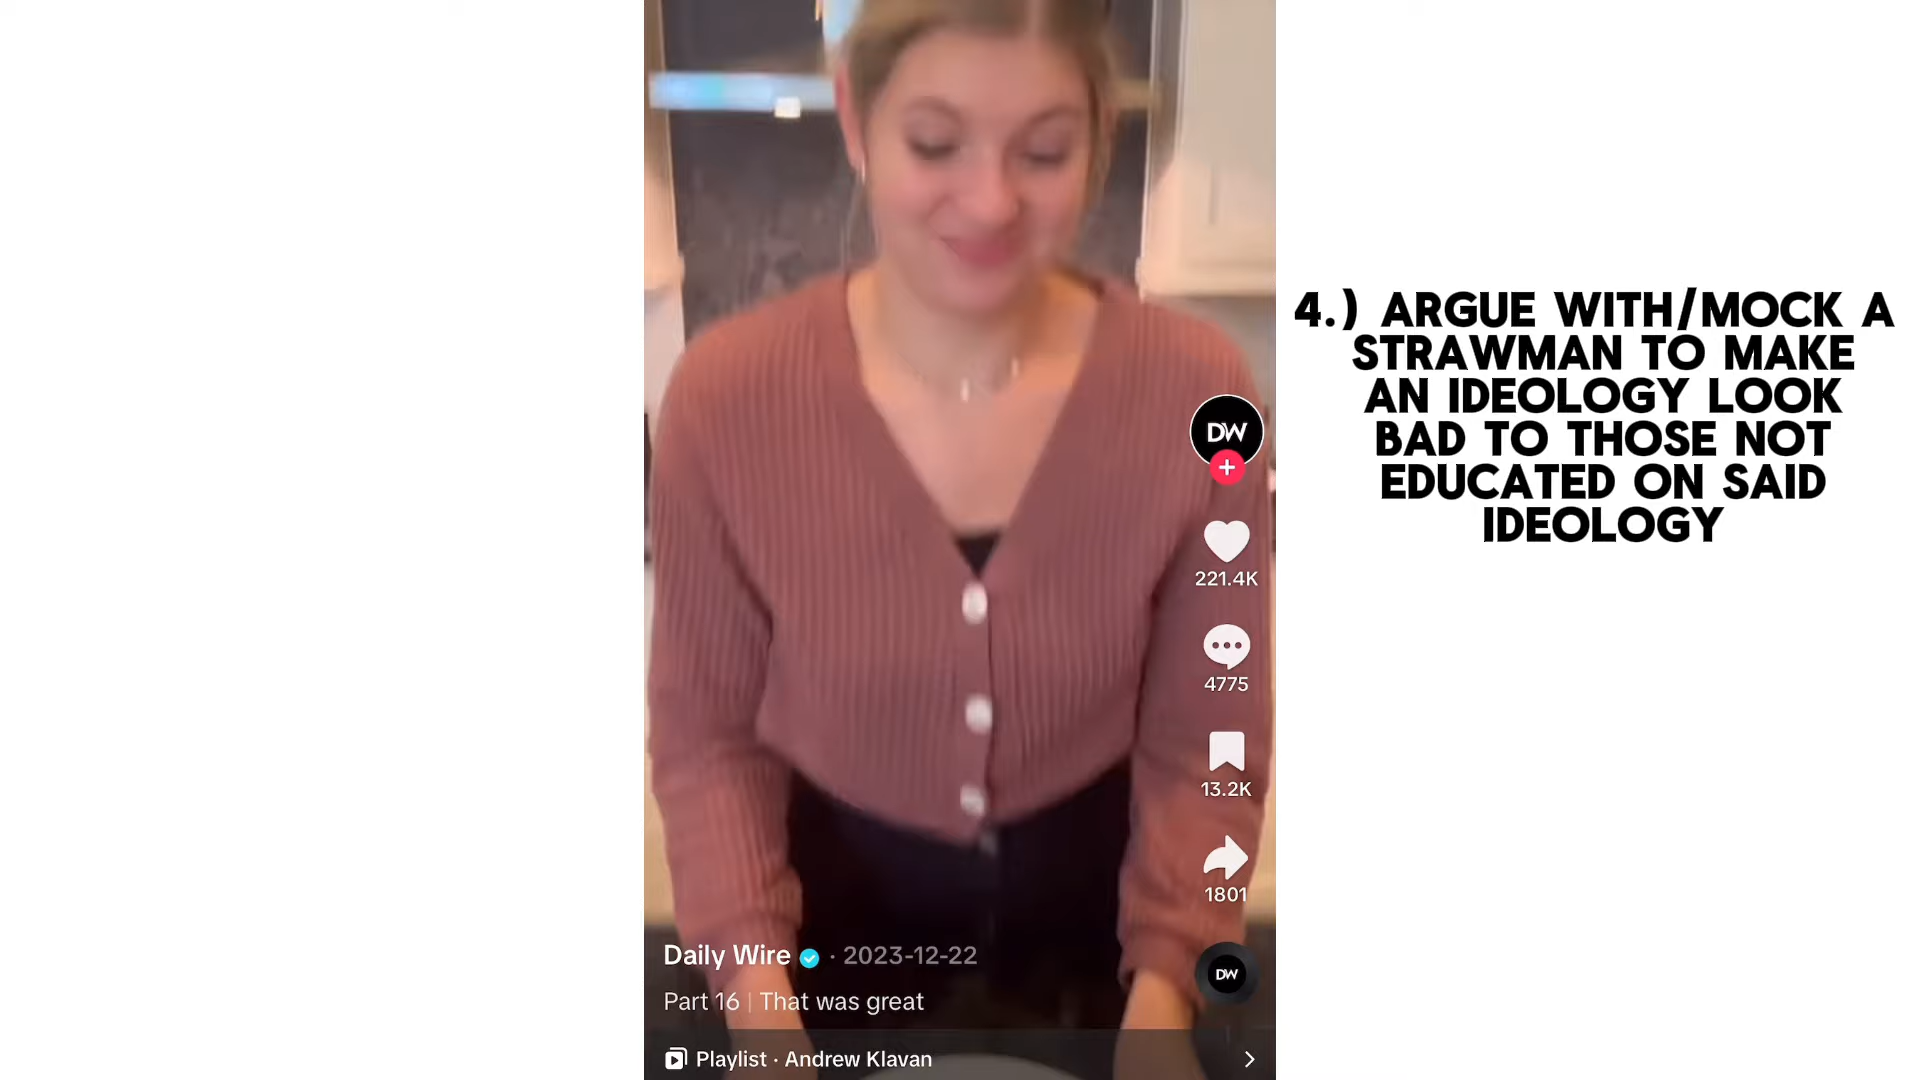 4.) ARGUE WITH/MOCK A
STRAWMAN TO MAKE
AN IDEOLOGY LOOK
BAD TO THOSE NOT
EDUCATED ON SAID
IDEOLOGY
DW
221.4K
4775
13.2K
1801
Daily Wire · 2023-12-22
Part 16 | That was great
DW
Playlist · Andrew Klavan